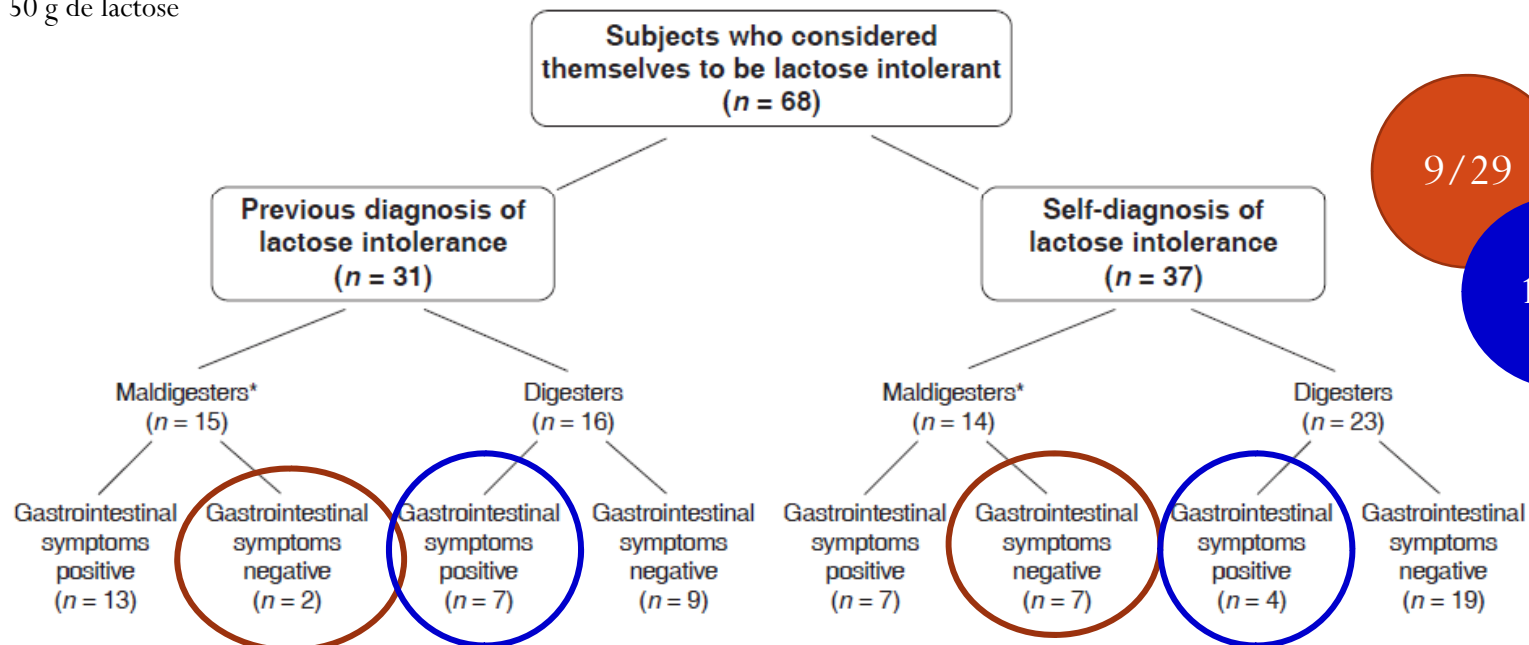 50 g de lactose
Subjects who considered
themselves to be lactose intolerant
(n = 68)
9/29
Previous diagnosis of
lactose intolerance
(n = 31)
Self-diagnosis of
lactose intolerance
(n = 37)
Maldigesters*
(n = 15)
Digesters
(n = 16)
Maldigesters*
(n = 14)
Digesters
(n = 23)
Gastrointestinal
symptoms
positive
(n = 13)
Gastrointestinal
symptoms
negative
(n = 2)
Gastrointestinal
symptoms
positive
(n = 7)
Gastrointestinal
symptoms
negative
(n = 9)
Gastrointestinal
symptoms
positive
(n = 7)
Gastrointestinal
symptoms
negative
(n = 7)
Gastrointestinal
symptoms
positive
(n = 4)
Gastrointestinal
symptoms
negative
(n = 19)